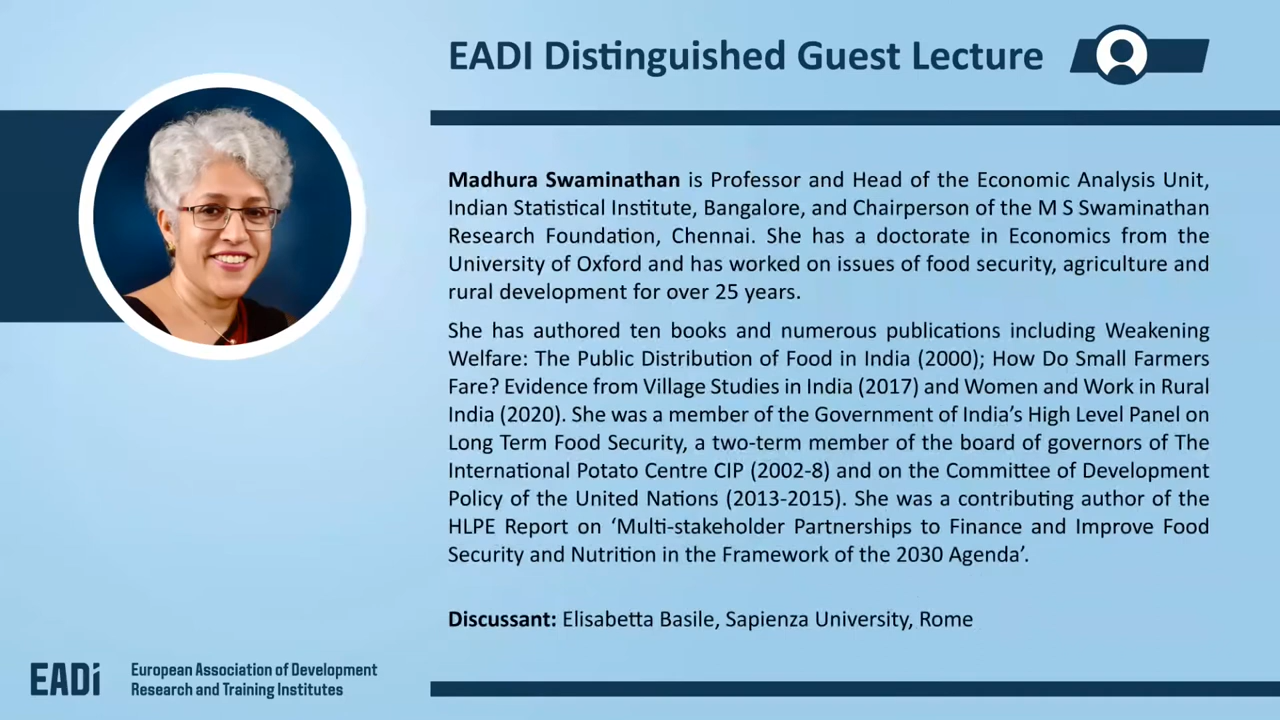 EADI Distinguished Guest Lecture
Madhura Swaminathan is Professor and Head of the Economic Analysis Unit,
Indian Statistical Institute, Bangalore, and Chairperson of the M S Swaminathan
Research Foundation, Chennai. She has a doctorate in Economics from the
University of Oxford and has worked on issues of food security, agriculture and
rural development for over 25 years.
She has authored ten books and numerous publications including Weakening
Welfare: The Public Distribution of Food in India (2000); How Do Small Farmers
Fare? Evidence from Village Studies in India (2017) and Women and Work in Rural
India (2020). She was a member of the Government of India’s High Level Panel on
Long Term Food Security, a two-term member of the board of governors of The
International Potato Centre CIP (2002-8) and on the Committee of Development
Policy of the United Nations (2013-2015). She was a contributing author of the
HLPE Report on ‘Multi-stakeholder Partnerships to Finance and Improve Food
Security and Nutrition in the Framework of the 2030 Agenda’.
Discussant: Elisabetta Basile, Sapienza University, Rome
EADi
European Association of Development
Research and Training Institutes